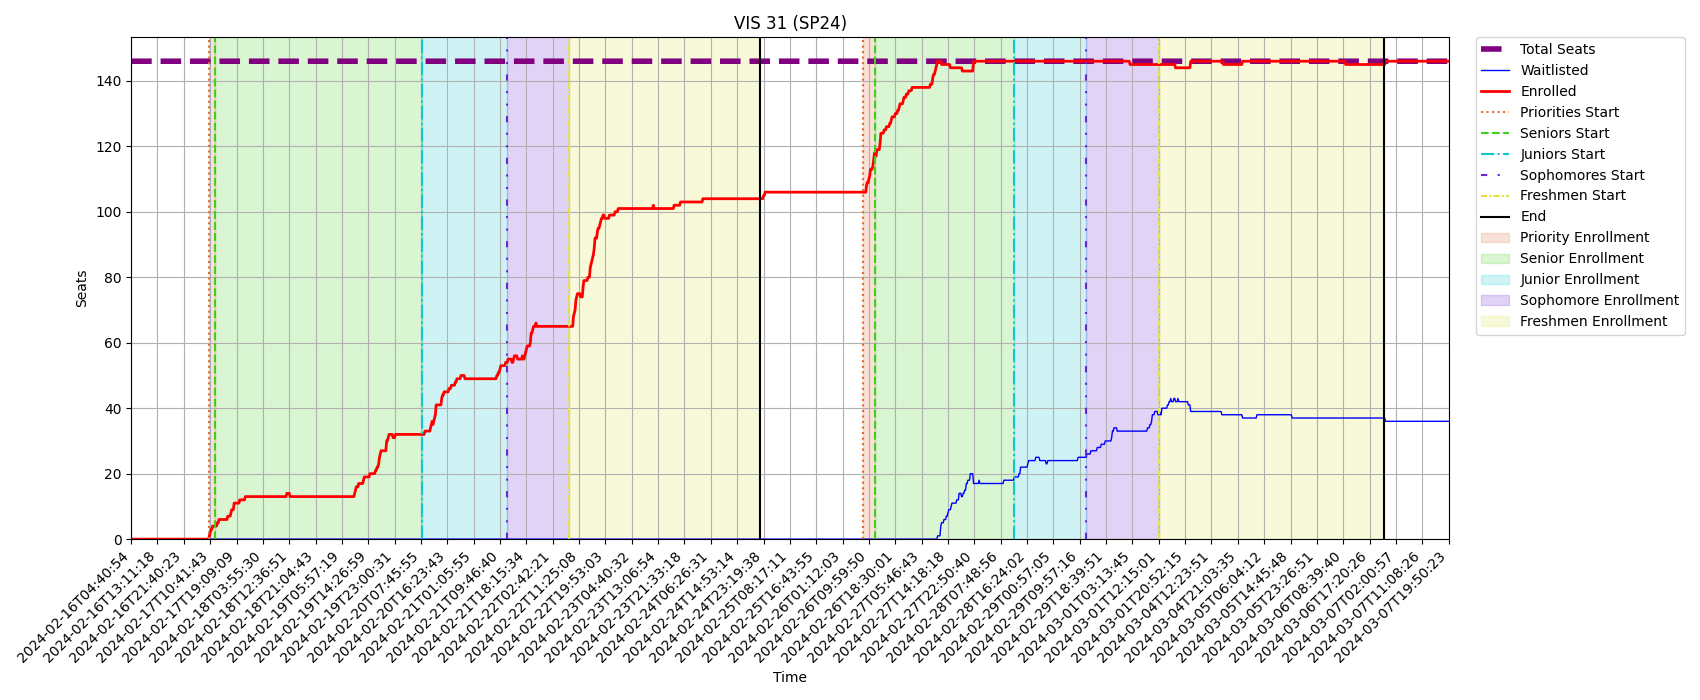 VIS 31 (SP24)
Total Seats
Waitlisted
Enrolled
Priorities Start
Seniors Start
Juniors Start
Sophomores Start
Freshmen Start
End
Priority Enrollment
Senior Enrollment
Junior Enrollment
Sophomore Enrollment
Freshmen Enrollment
Seats
140
120
100
80
60
40
20
0
2024-02-16T04:40:54
2024-02-16T13:11:18
2024-02-16T21:40:23
2024-02-17T10:41:43
2024-02-17T19:09:09
2024-02-18T03:55:30
2024-02-18T12:36:51
2024-02-18T21:04:43
2024-02-19T05:57:19
2024-02-19T14:26:59
2024-02-19T23:00:31
2024-02-20T07:45:55
2024-02-20T16:23:43
2024-02-21T01:05:55
2024-02-21T09:46:40
2024-02-21T18:15:34
2024-02-22T02:42:21
2024-02-22T11:25:08
2024-02-22T19:53:03
2024-02-23T04:40:32
2024-02-23T13:06:54
2024-02-23T21:33:18
2024-02-24T06:26:31
2024-02-24T14:53:14
2024-02-24T23:19:38
2024-02-25T08:17:11
2024-02-25T16:43:55
2024-02-26T01:12:03
2024-02-26T09:59:50
2024-02-26T18:30:01
2024-02-27T05:46:43
2024-02-27T14:18:18
2024-02-27T22:50:40
2024-02-28T07:48:56
2024-02-28T16:24:02
2024-02-29T00:57:05
2024-02-29T09:57:16
2024-02-29T18:39:51
2024-03-01T03:13:45
2024-03-01T12:15:01
2024-03-01T20:52:15
2024-03-04T12:23:51
2024-03-04T21:03:35
2024-03-05T06:04:12
2024-03-05T14:45:48
2024-03-05T23:26:51
2024-03-06T08:39:40
2024-03-06T17:20:26
2024-03-07T02:00:57
2024-03-07T11:08:26
2024-03-07T19:50:23
Time